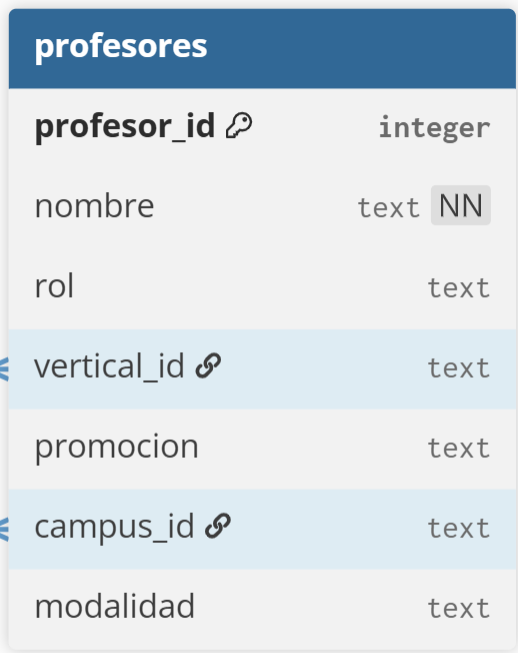 profesores
profesor_id integer
nombre text NN
rol text
vertical_id text
promocion text
campus_id text
modalidad text